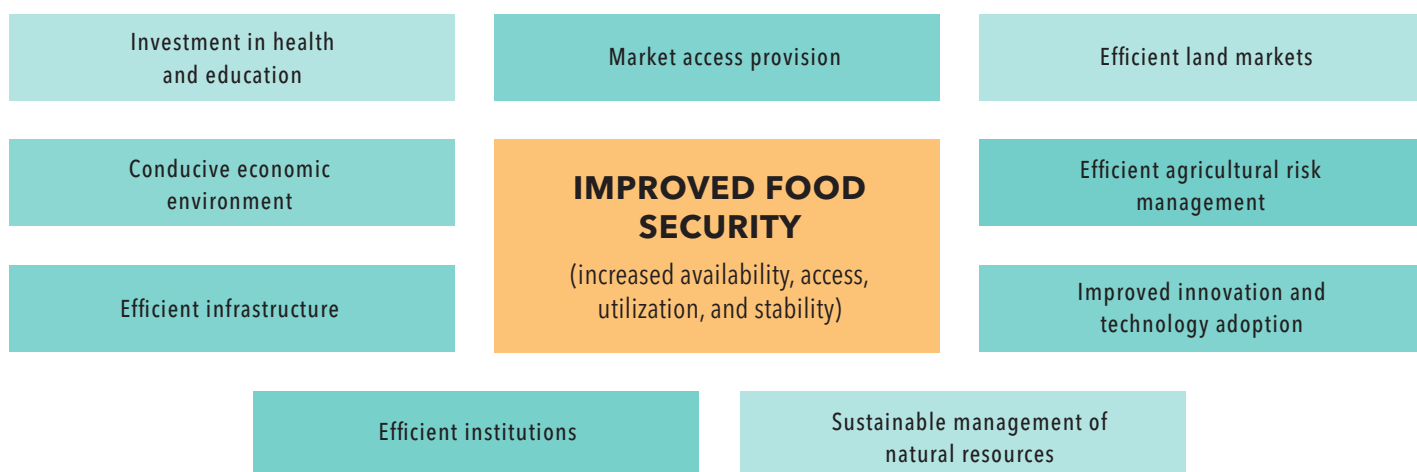 Investment in health
and education
Market access provision
Efficient land markets
Conducive economic
environment
IMPROVED FOOD
SECURITY
(increased availability, access,
utilization, and stability)
Efficient agricultural risk
management
Efficient infrastructure
Improved innovation and
technology adoption
Efficient institutions
Sustainable management of
natural resources